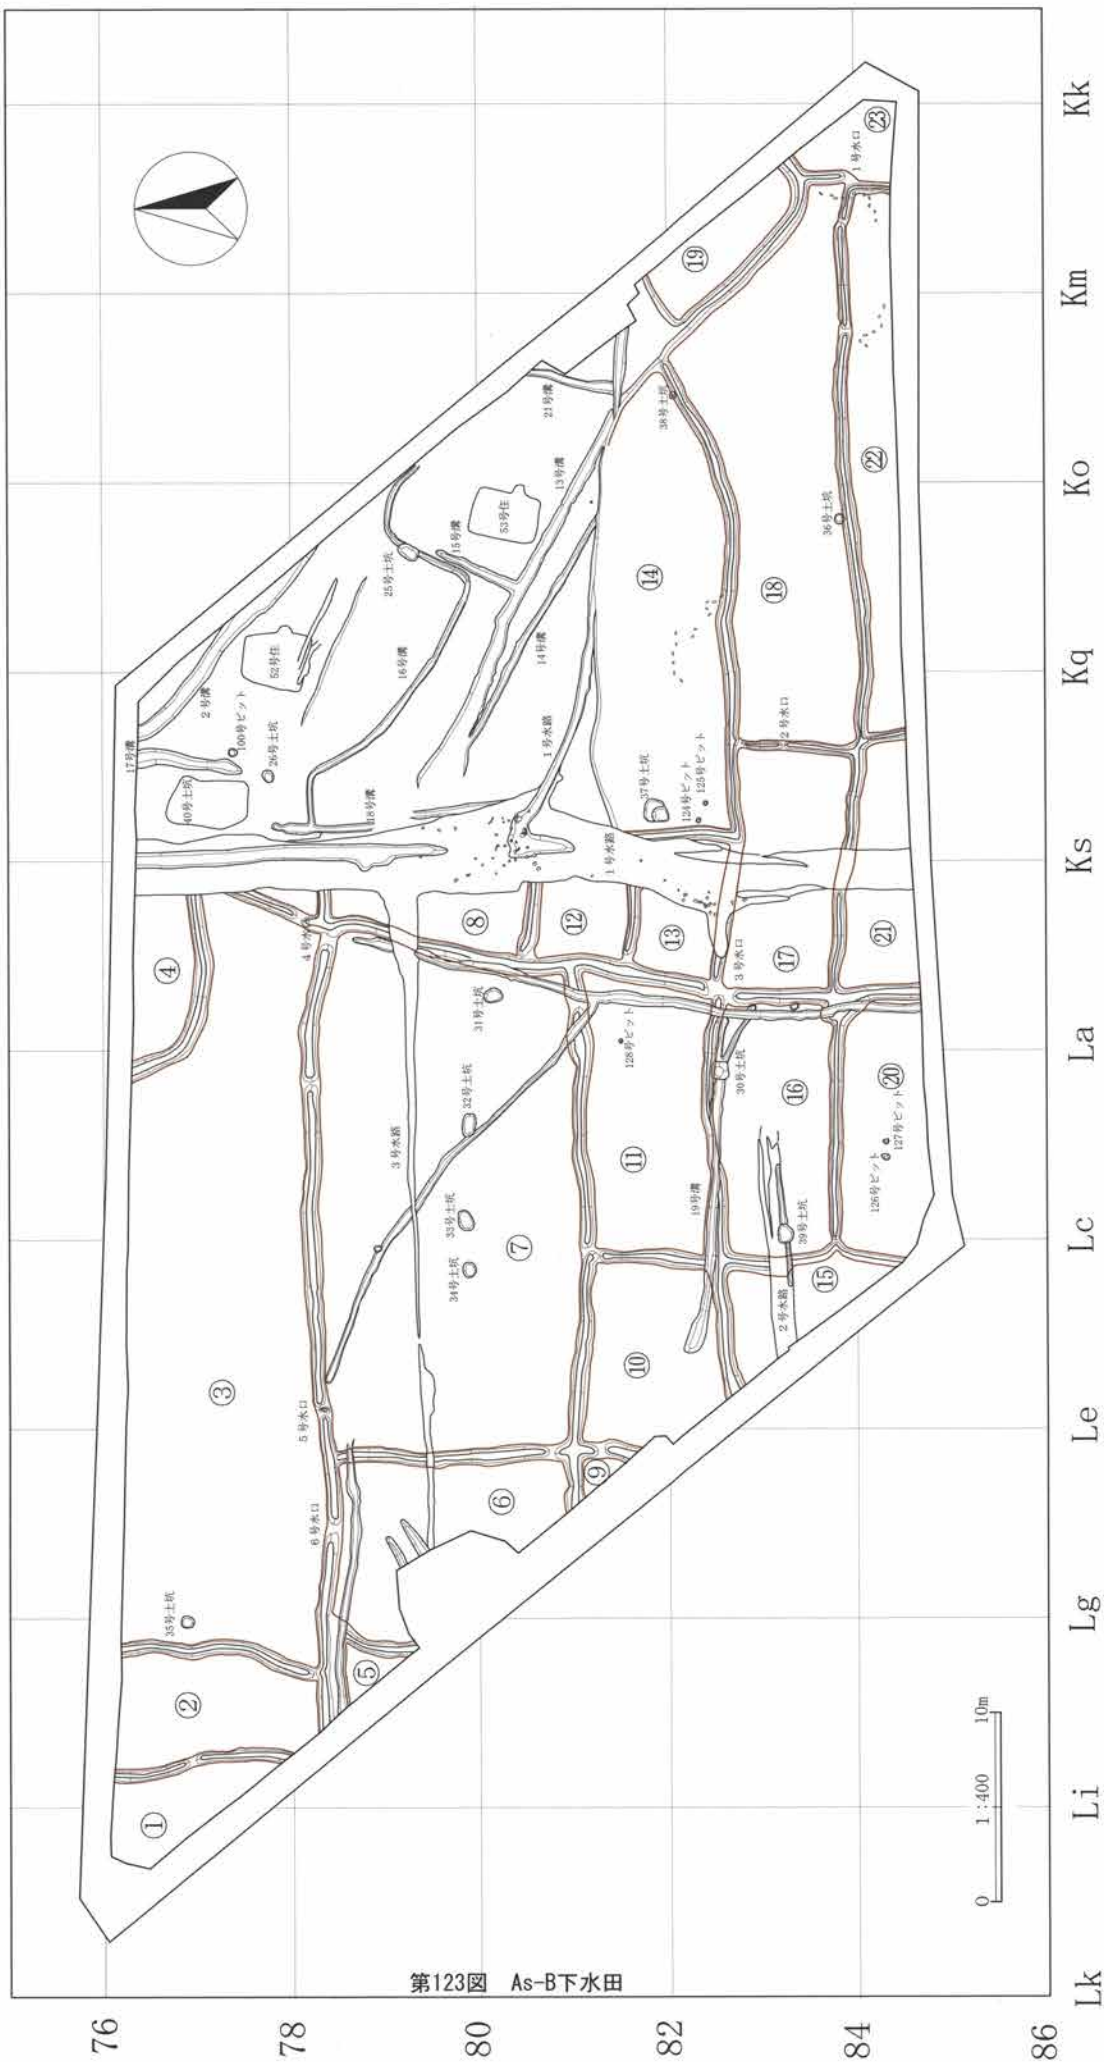 Kk
Km
Ko
Kq
Ks
La
Lc
Le
Lg
Li
Lk
76
78
80
82
84
86
①
②
③
④
⑤
⑥
⑦
⑧
⑨
⑩
⑪
⑫
⑬
⑭
⑮
⑯
⑰
⑱
⑲
⑳
㉑
㉒
㉓
1号水口
2号水口
3号水口
4号水口
5号水口
6号水口
1号水路
1号水路
2号水路
3号水路
2号溝
13号溝
14号溝
15号溝
16号溝
17号溝
18号溝
19号溝
21号溝
52号住
53号住
25号土坑
26号土坑
30号土坑
31号土坑
32号土坑
33号土坑
34号土坑
35号土坑
36号土坑
37号土坑
38号土坑
39号土坑
40号土坑
100号ピット
124号ピット
125号ピット
126号ピット
127号ピット
128号ピット
0 1:400 10m
第123図 As-B下水田